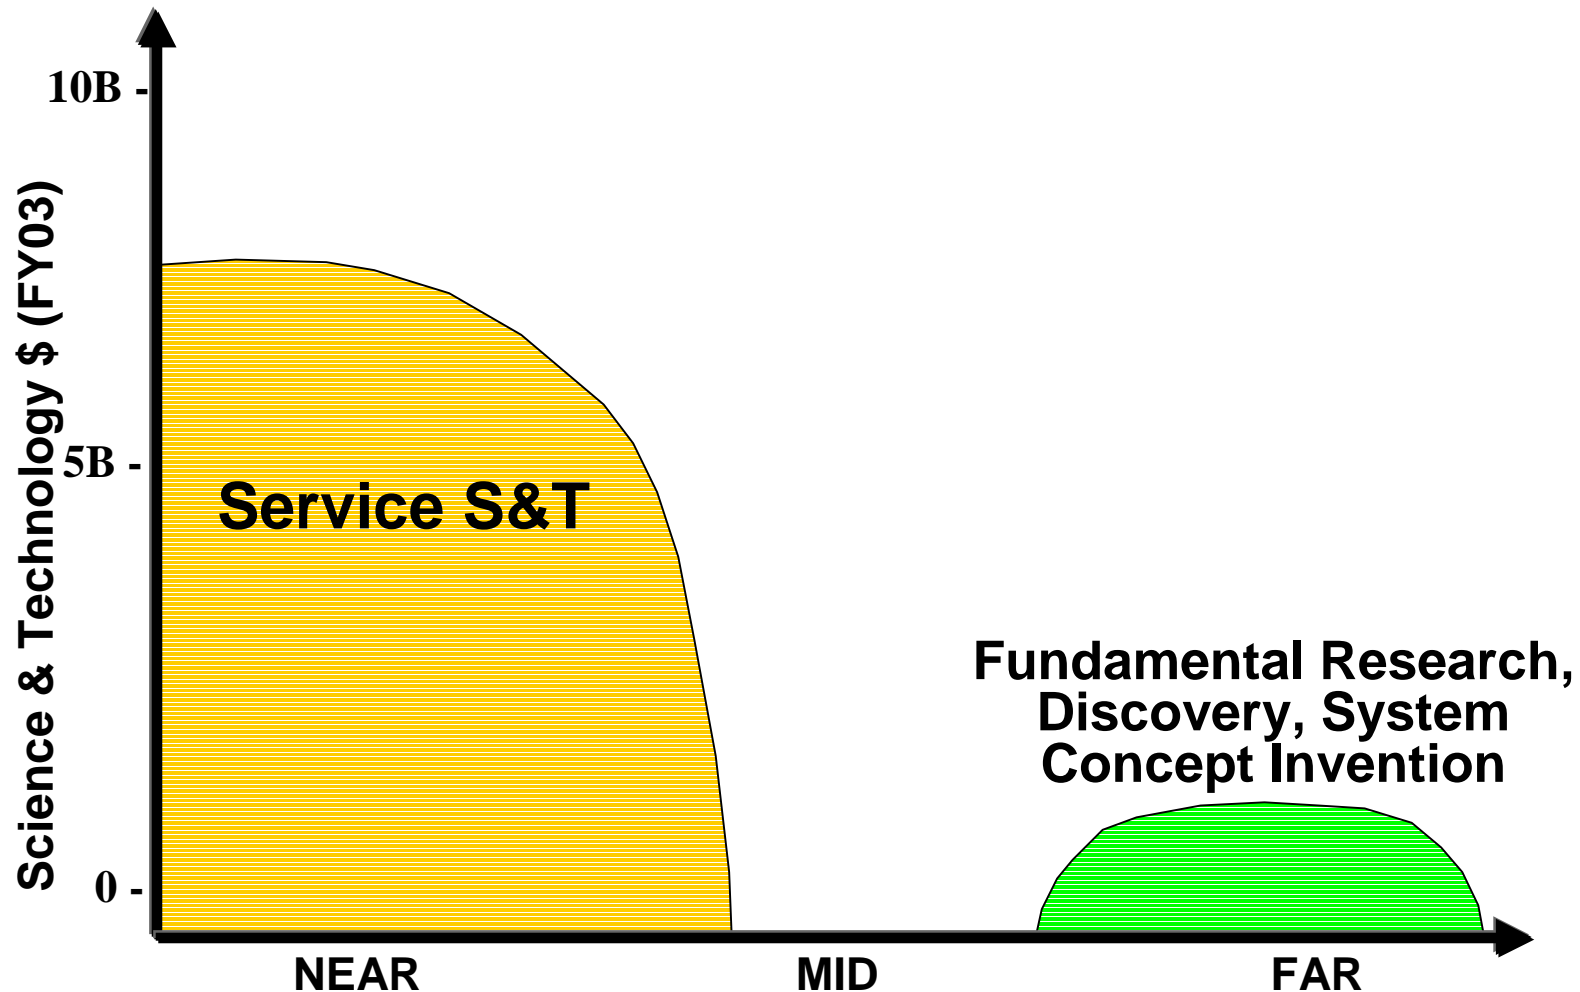 10B -
Science & Technology $ (FY03)
5B -
Service S&T
Fundamental Research,
Discovery, System
Concept Invention
0 -
NEAR
MID
FAR